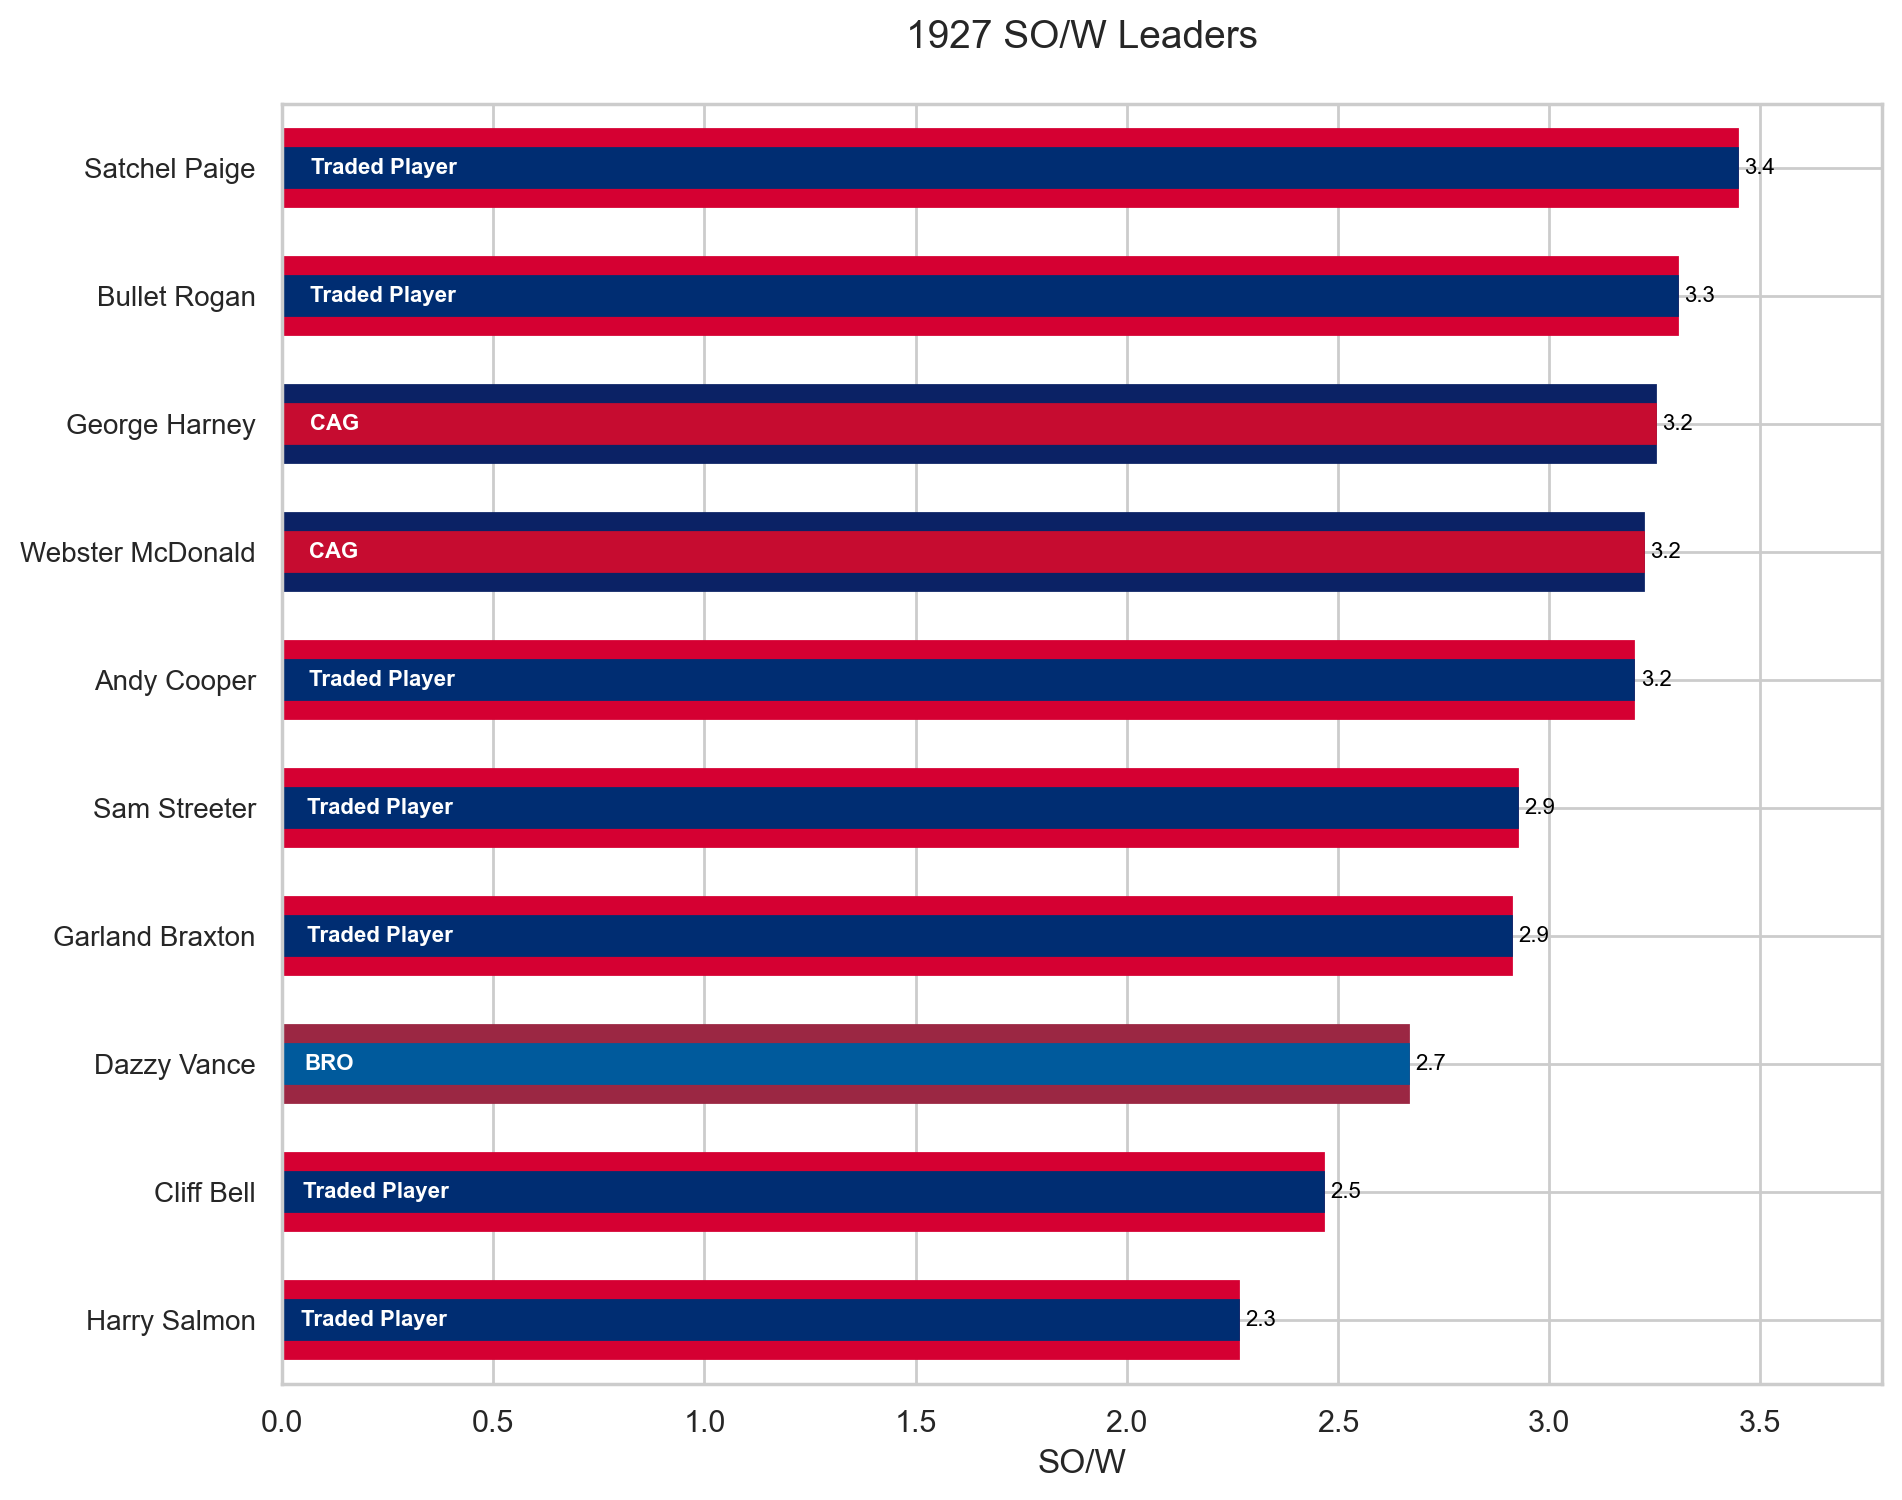 1927 SO/W Leaders
Satchel Paige
Traded Player
3.4
Bullet Rogan
Traded Player
3.3
George Harney
CAG
3.2
Webster McDonald
CAG
3.2
Andy Cooper
Traded Player
3.2
Sam Streeter
Traded Player
2.9
Garland Braxton
Traded Player
2.9
Dazzy Vance
BRO
2.7
Cliff Bell
Traded Player
2.5
Harry Salmon
Traded Player
2.3
0.0 0.5 1.0 1.5 2.0 2.5 3.0 3.5
SO/W